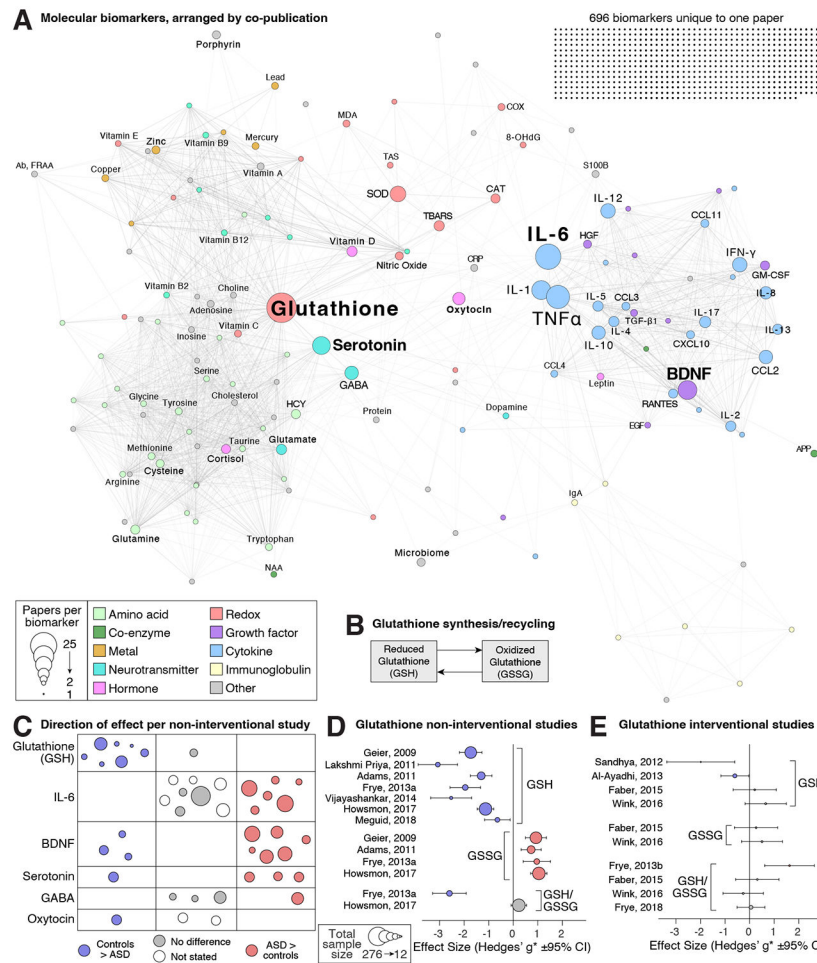 A Molecular biomarkers, arranged by co-publication
696 biomarkers unique to one paper
Porphyrin
Lead
MDA
COX
Vitamin E
Zinc
Vitamin B9
Mercury
8-OHdG
Ab, FRAA
Copper
Vitamin A
TAS
S100B
SOD
CAT
IL-12
CCL11
TBARS
IL-6
HGF
IFN-γ
Vitamin B12
Vitamin D
Nitric Oxide
CRP
GM-CSF
Vitamin B2
Choline
Adenosine
Glutathione
Oxytocin
IL-1
TNFα
IL-5
CCL3
IL-8
TGF-β1
IL-17
IL-4
IL-13
Inosine
Vitamin C
Serotonin
IL-10
CXCL10
CCL2
Serine
GABA
CCL4
Leptin
BDNF
Glycine
Tyrosine
Cholesterol
HCY
Protein
Dopamine
RANTES
EGF
IL-2
Methionine
Taurine
Glutamate
Cysteine
Cortisol
APP
Arginine
IgA
Glutamine
Tryptophan
NAA
Microbiome
Papers per
biomarker
25
2
1
Amino acid
Co-enzyme
Metal
Neurotransmitter
Hormone
Redox
Growth factor
Cytokine
Immunoglobulin
Other
B Glutathione synthesis/recycling
Reduced
Glutathione
(GSH)
Oxidized
Glutathione
(GSSG)
C Direction of effect per non-interventional study
Glutathione
(GSH)
IL-6
BDNF
Serotonin
GABA
Oxytocin
Controls
> ASD
No difference
Not stated
ASD >
controls
D Glutathione non-interventional studies
Geier, 2009
Lakshmi Priya, 2011
Adams, 2011
Frye, 2013a
Vijayashankar, 2014
Howsmon, 2017
Meguid, 2018
GSH
Geier, 2009
Adams, 2011
Frye, 2013a
Howsmon, 2017
GSSG
Frye, 2013a
Howsmon, 2017
GSH/
GSSG
Total
sample
size
276 → 12
-3 -2 -1 0 1 2
Effect Size (Hedges' g* ±95% CI)
E Glutathione interventional studies
Sandhya, 2012
Al-Ayadhi, 2013
Faber, 2015
Wink, 2016
GS
Faber, 2015
Wink, 2016
GSSG
Frye, 2013b
Faber, 2015
Wink, 2016
Frye, 2018
GSH/
GSSG
-3 -2 -1 0 1 2
Effect Size (Hedges' g* ±95% CI)